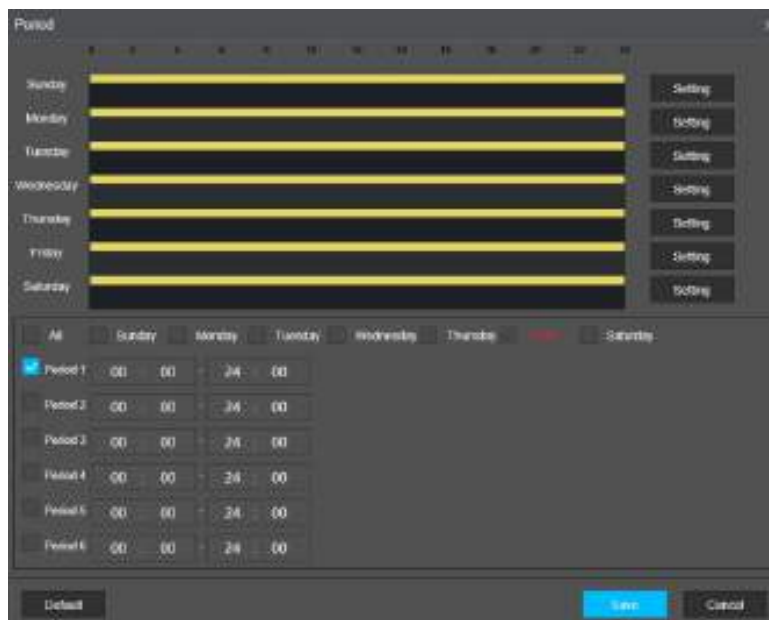 Period
Sunday Setting
Monday Setting
Tuesday Setting
Wednesday Setting
Thursday Setting
Friday Setting
Saturday Setting
All Sunday Monday Tuesday Wednesday Thursday Saturday
Period 1 00 : 00 - 24 : 00
Period 2 00 : 00 - 24 : 00
Period 3 00 : 00 - 24 : 00
Period 4 00 : 00 - 24 : 00
Period 5 00 : 00 - 24 : 00
Period 6 00 : 00 - 24 : 00
Default Save Cancel